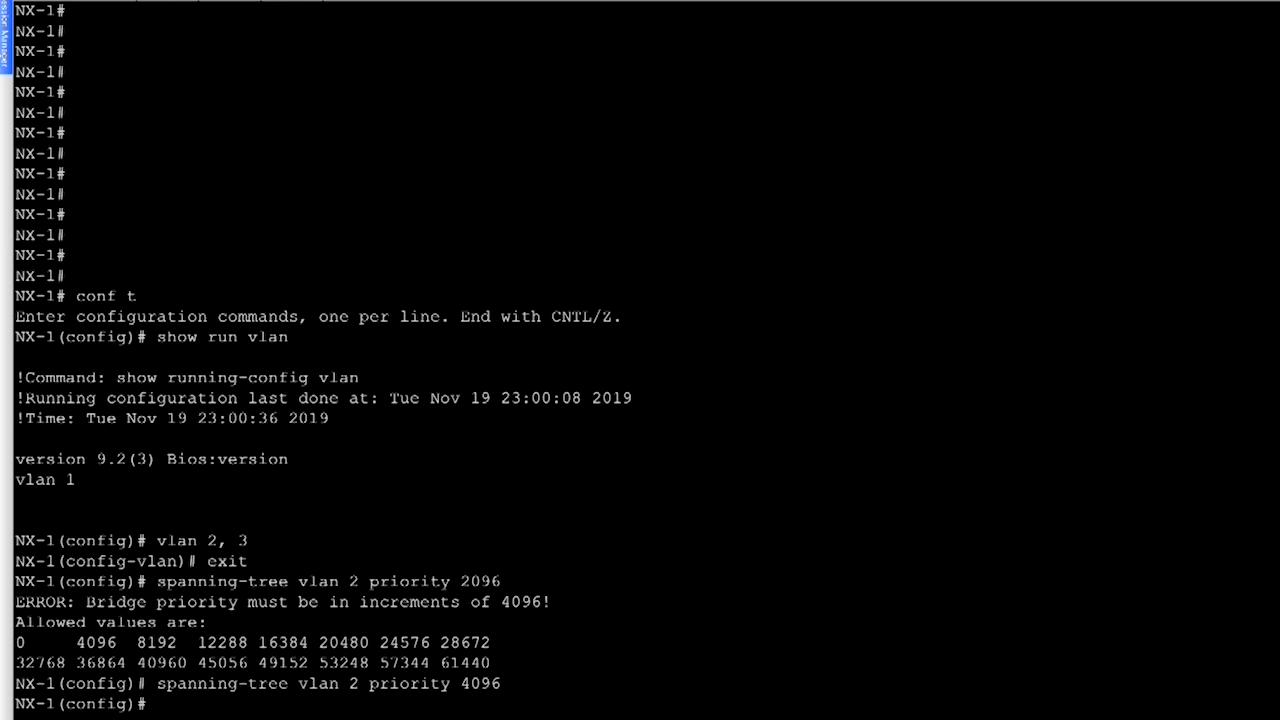 ession Manager
NX-1#
NX-1#
NX-1#
NX-1#
NX-1#
NX-1#
NX-1#
NX-1#
NX-1#
NX-1#
NX-1#
NX-1#
NX-1#
NX-1#
NX-1# conf t
Enter configuration commands, one per line. End with CNTL/Z.
NX-1(config)# show run vlan
!Command: show running-config vlan
!Running configuration last done at: Tue Nov 19 23:00:08 2019
!Time: Tue Nov 19 23:00:36 2019
version 9.2(3) Bios:version
vlan 1
NX-1(config)# vlan 2, 3
NX-1(config-vlan)# exit
NX-1(config)# spanning-tree vlan 2 priority 2096
ERROR: Bridge priority must be in increments of 4096!
Allowed values are:
0 4096 8192 12288 16384 20480 24576 28672
32768 36864 40960 45056 49152 53248 57344 61440
NX-1(config)# spanning-tree vlan 2 priority 4096
NX-1(config)#